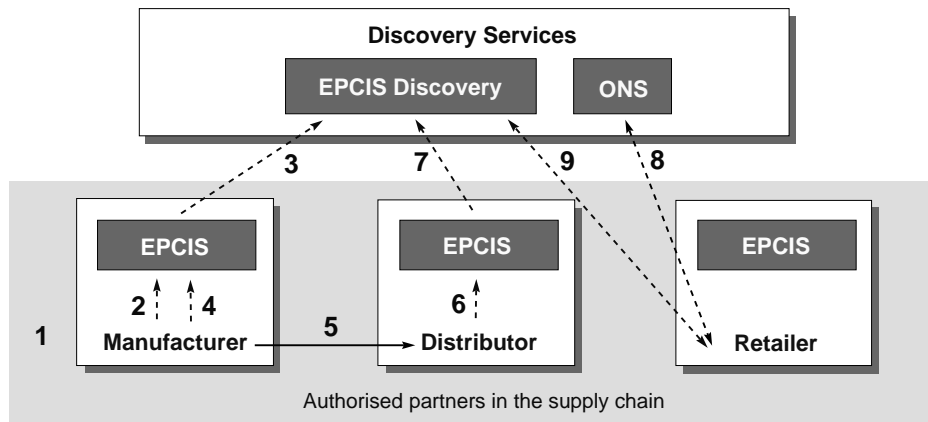 Discovery Services
EPCIS Discovery
ONS
3
7
9
8
EPCIS
EPCIS
EPCIS
2
4
6
1
5
Manufacturer
Distributor
Retailer
Authorised partners in the supply chain